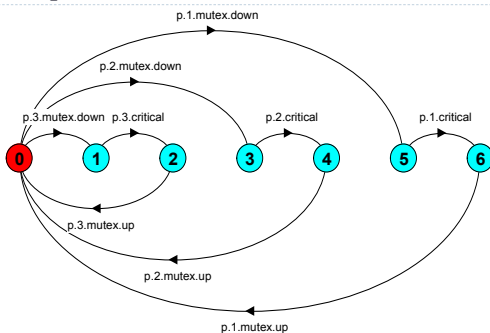 p.1.mutex.down
p.2.mutex.down
p.3.mutex.down p.3.critical p.2.critical p.1.critical
0 1 2 3 4 5 6
p.3.mutex.up
p.2.mutex.up
p.1.mutex.up